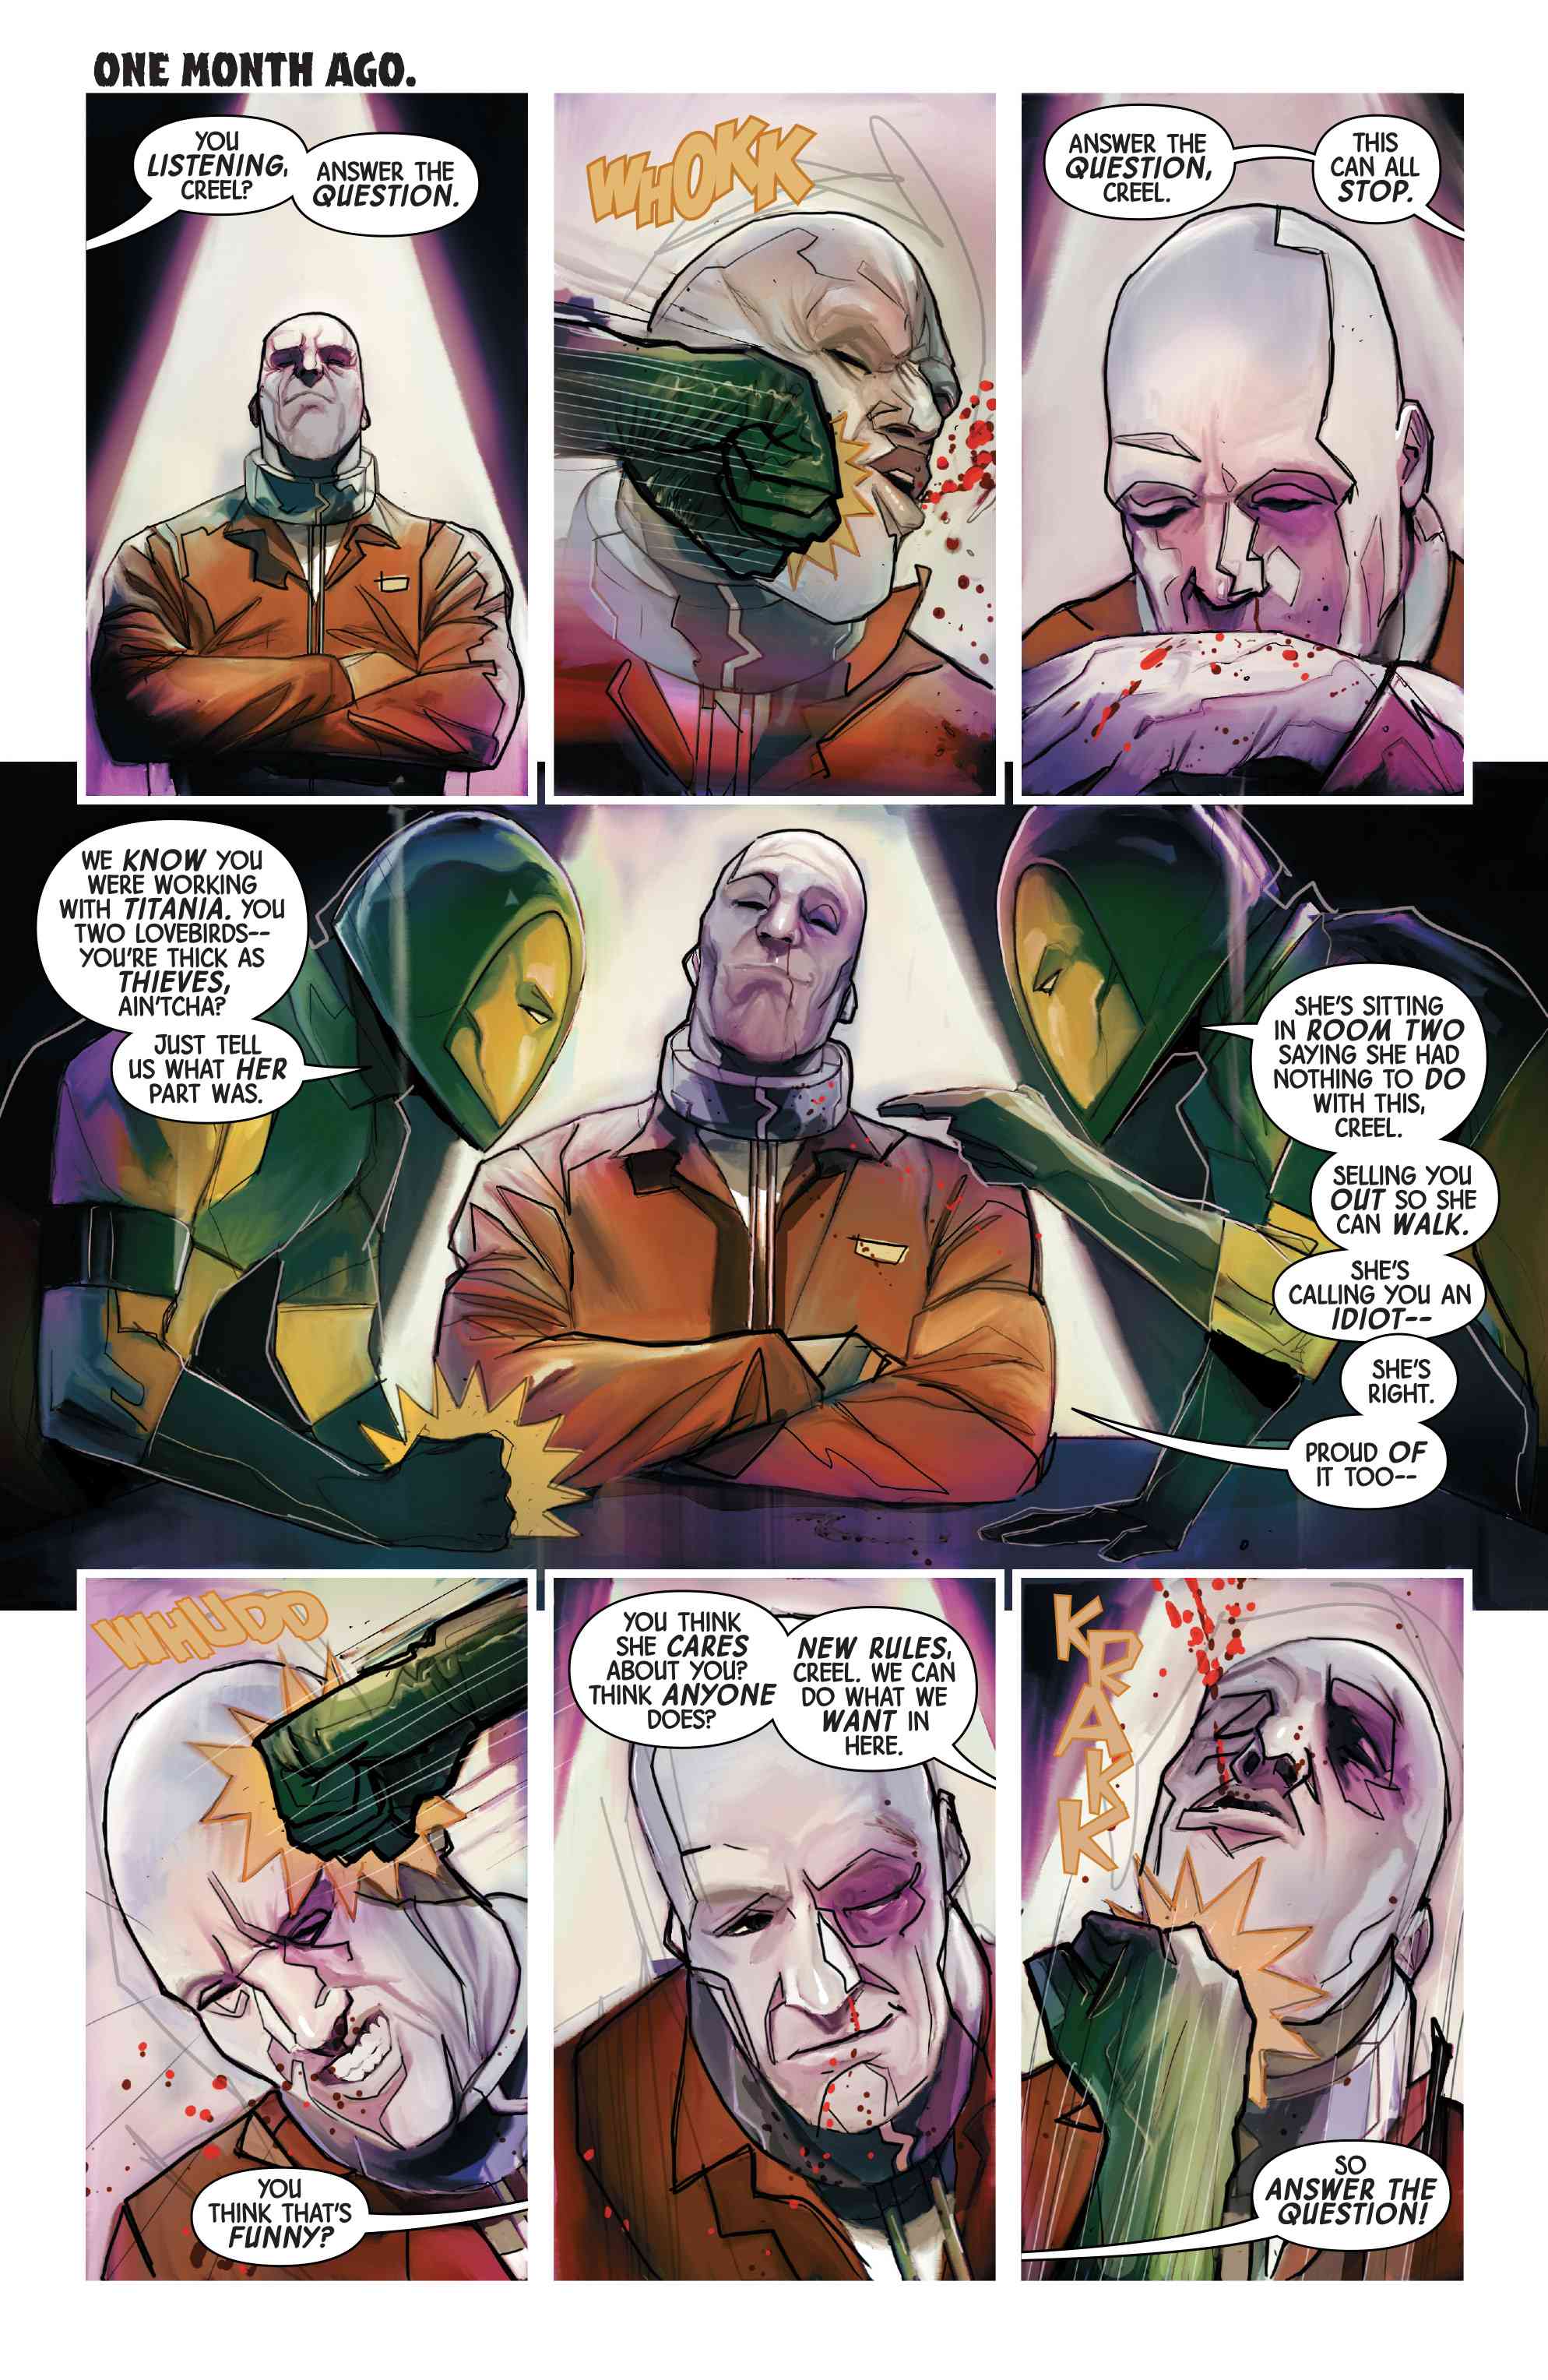 ONE MONTH AGO.
YOU
LISTENING,
CREEL?
ANSWER THE
QUESTION.
WHOKK
ANSWER THE
QUESTION,
CREEL.
THIS
CAN ALL
STOP.
WE KNOW YOU
WERE WORKING
WITH TITANIA. YOU
TWO LOVEBIRDS--
YOU'RE THICK AS
THIEVES,
AIN'TCHA?
JUST TELL
US WHAT HER
PART WAS.
SHE'S SITTING
IN ROOM TWO
SAYING SHE HAD
NOTHING TO DO
WITH THIS,
CREEL.
SELLING YOU
OUT SO SHE
CAN WALK.
SHE'S
CALLING YOU AN
IDIOT--
SHE'S
RIGHT.
PROUD OF
IT TOO--
WHUDD
YOU
THINK THAT'S
FUNNY?
YOU THINK
SHE CARES
ABOUT YOU?
THINK ANYONE
DOES?
NEW RULES,
CREEL. WE CAN
DO WHAT WE
WANT IN
HERE.
KRAKK
SO
ANSWER THE
QUESTION!